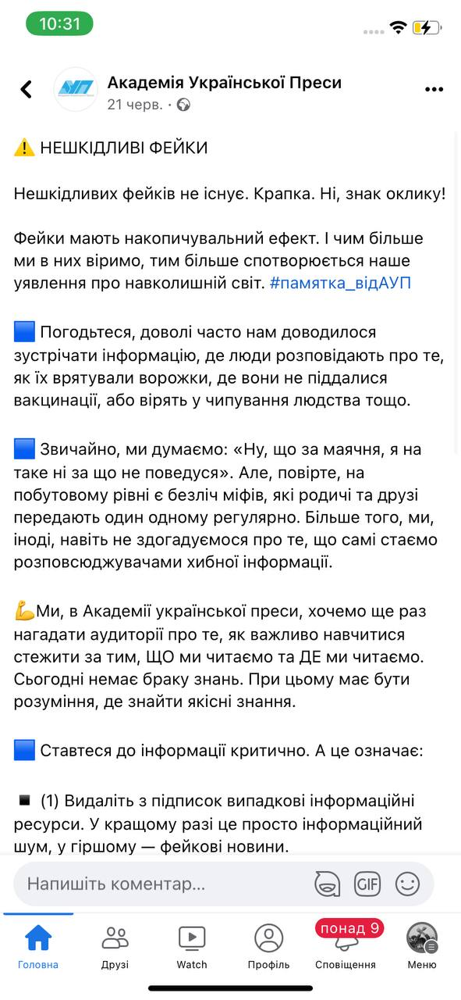 10:31
АУП
Академія Української Преси
21 черв. ·
⚠️ НЕШКІДЛИВІ ФЕЙКИ
Нешкідливих фейків не існує. Крапка. Ні, знак оклику!
Фейки мають накопичувальний ефект. І чим більше
ми в них віримо, тим більше спотворюється наше
уявлення про навколишній світ. #памятка_відАУП
🟦 Погодьтеся, доволі часто нам доводилося
зустрічати інформацію, де люди розповідають про те,
як їх врятували ворожки, де вони не піддалися
вакцинації, або вірять у чипування людства тощо.
🟦 Звичайно, ми думаємо: «Ну, що за маячня, я на
таке ні за що не поведуся». Але, повірте, на
побутовому рівні є безліч міфів, які родичі та друзі
передають один одному регулярно. Більше того, ми,
іноді, навіть не здогадуємося про те, що самі стаємо
розповсюджувачами хибної інформації.
💪Ми, в Академії української преси, хочемо ще раз
нагадати аудиторії про те, як важливо навчитися
стежити за тим, ЩО ми читаємо та ДЕ ми читаємо.
Сьогодні немає браку знань. При цьому має бути
розуміння, де знайти якісні знання.
🟦 Ставтеся до інформації критично. А це означає:
▪️ (1) Видаліть з підписок випадкові інформаційні
ресурси. У кращому разі це просто інформаційний
шум, у гіршому — фейкові новини.
Напишіть коментар...
GIF
понад 9
Головна
Друзі
Watch
Профіль
Сповіщення
Меню